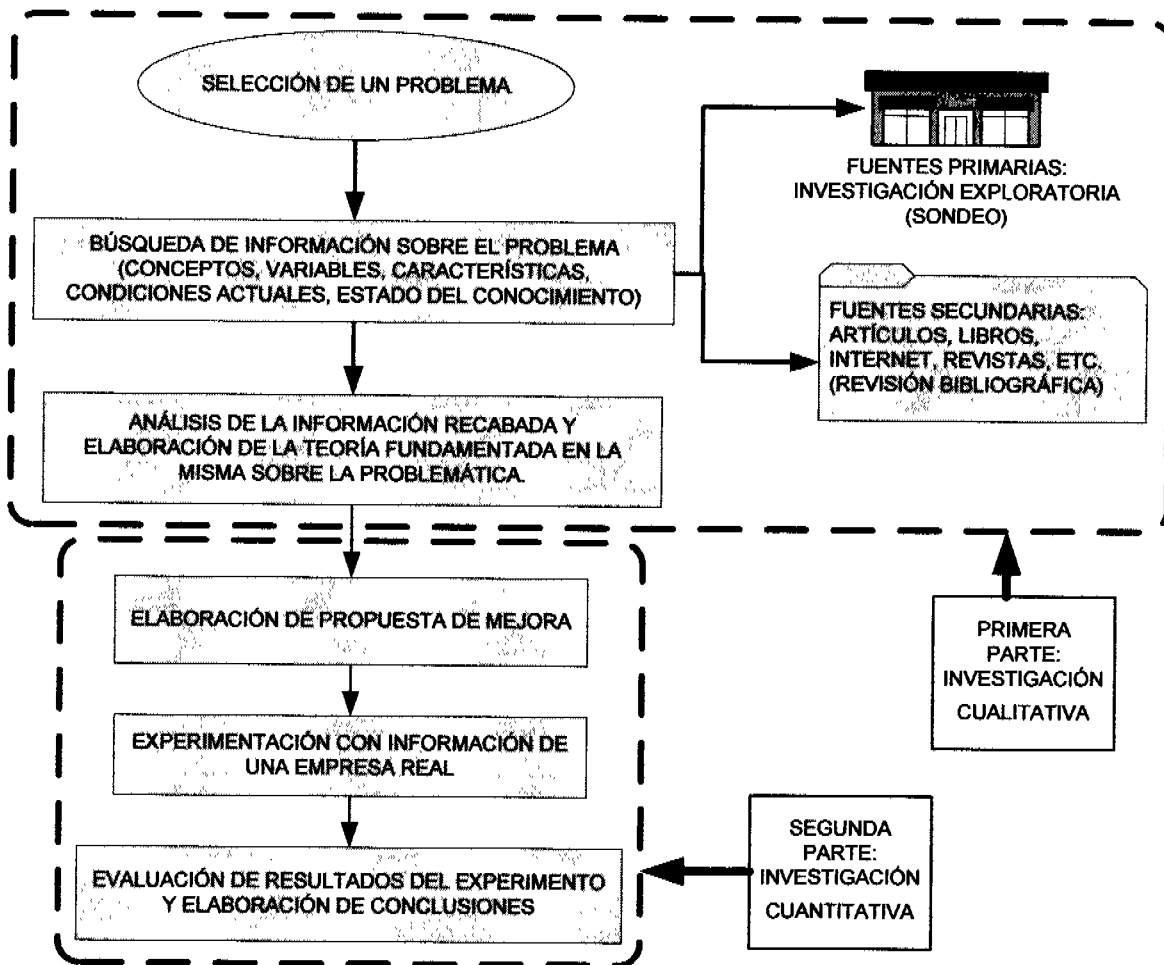 SELECCIÓN DE UN PROBLEMA
FUENTES PRIMARIAS:
INVESTIGACIÓN EXPLORATORIA
(SONDEO)
BÚSQUEDA DE INFORMACIÓN SOBRE EL PROBLEMA
(CONCEPTOS, VARIABLES, CARACTERÍSTÍCAS,
CONDICIONES ACTUALES, ESTADO DEL CONOCIMIENTO)
FUENTES SECUNDARIAS:
ARTÍCULOS, LIBROS,
INTERNET, REVISTAS, ETC.
(REVISIÓN BIBLIOGRÁFICA)
ANÁLISIS DE LA INFORMACIÓN RECABADA Y
ELABORACIÓN DE LA TEORÍA FUNDAMENTADA EN LA
MISMA SOBRE LA PROBLEMÁTICA.
ELABORACIÓN DE PROPUESTA DE MEJORA
PRIMERA
PARTE:
INVESTIGACIÓN
CUALITATIVA
EXPERIMENTACIÓN CON INFORMACIÓN DE
UNA EMPRESA REAL
SEGUNDA
PARTE:
INVESTIGACIÓN
CUANTITATIVA
EVALUACIÓN DE RESULTADOS DEL EXPERIMENTO
Y ELABORACIÓN DE CONCLUSIONES